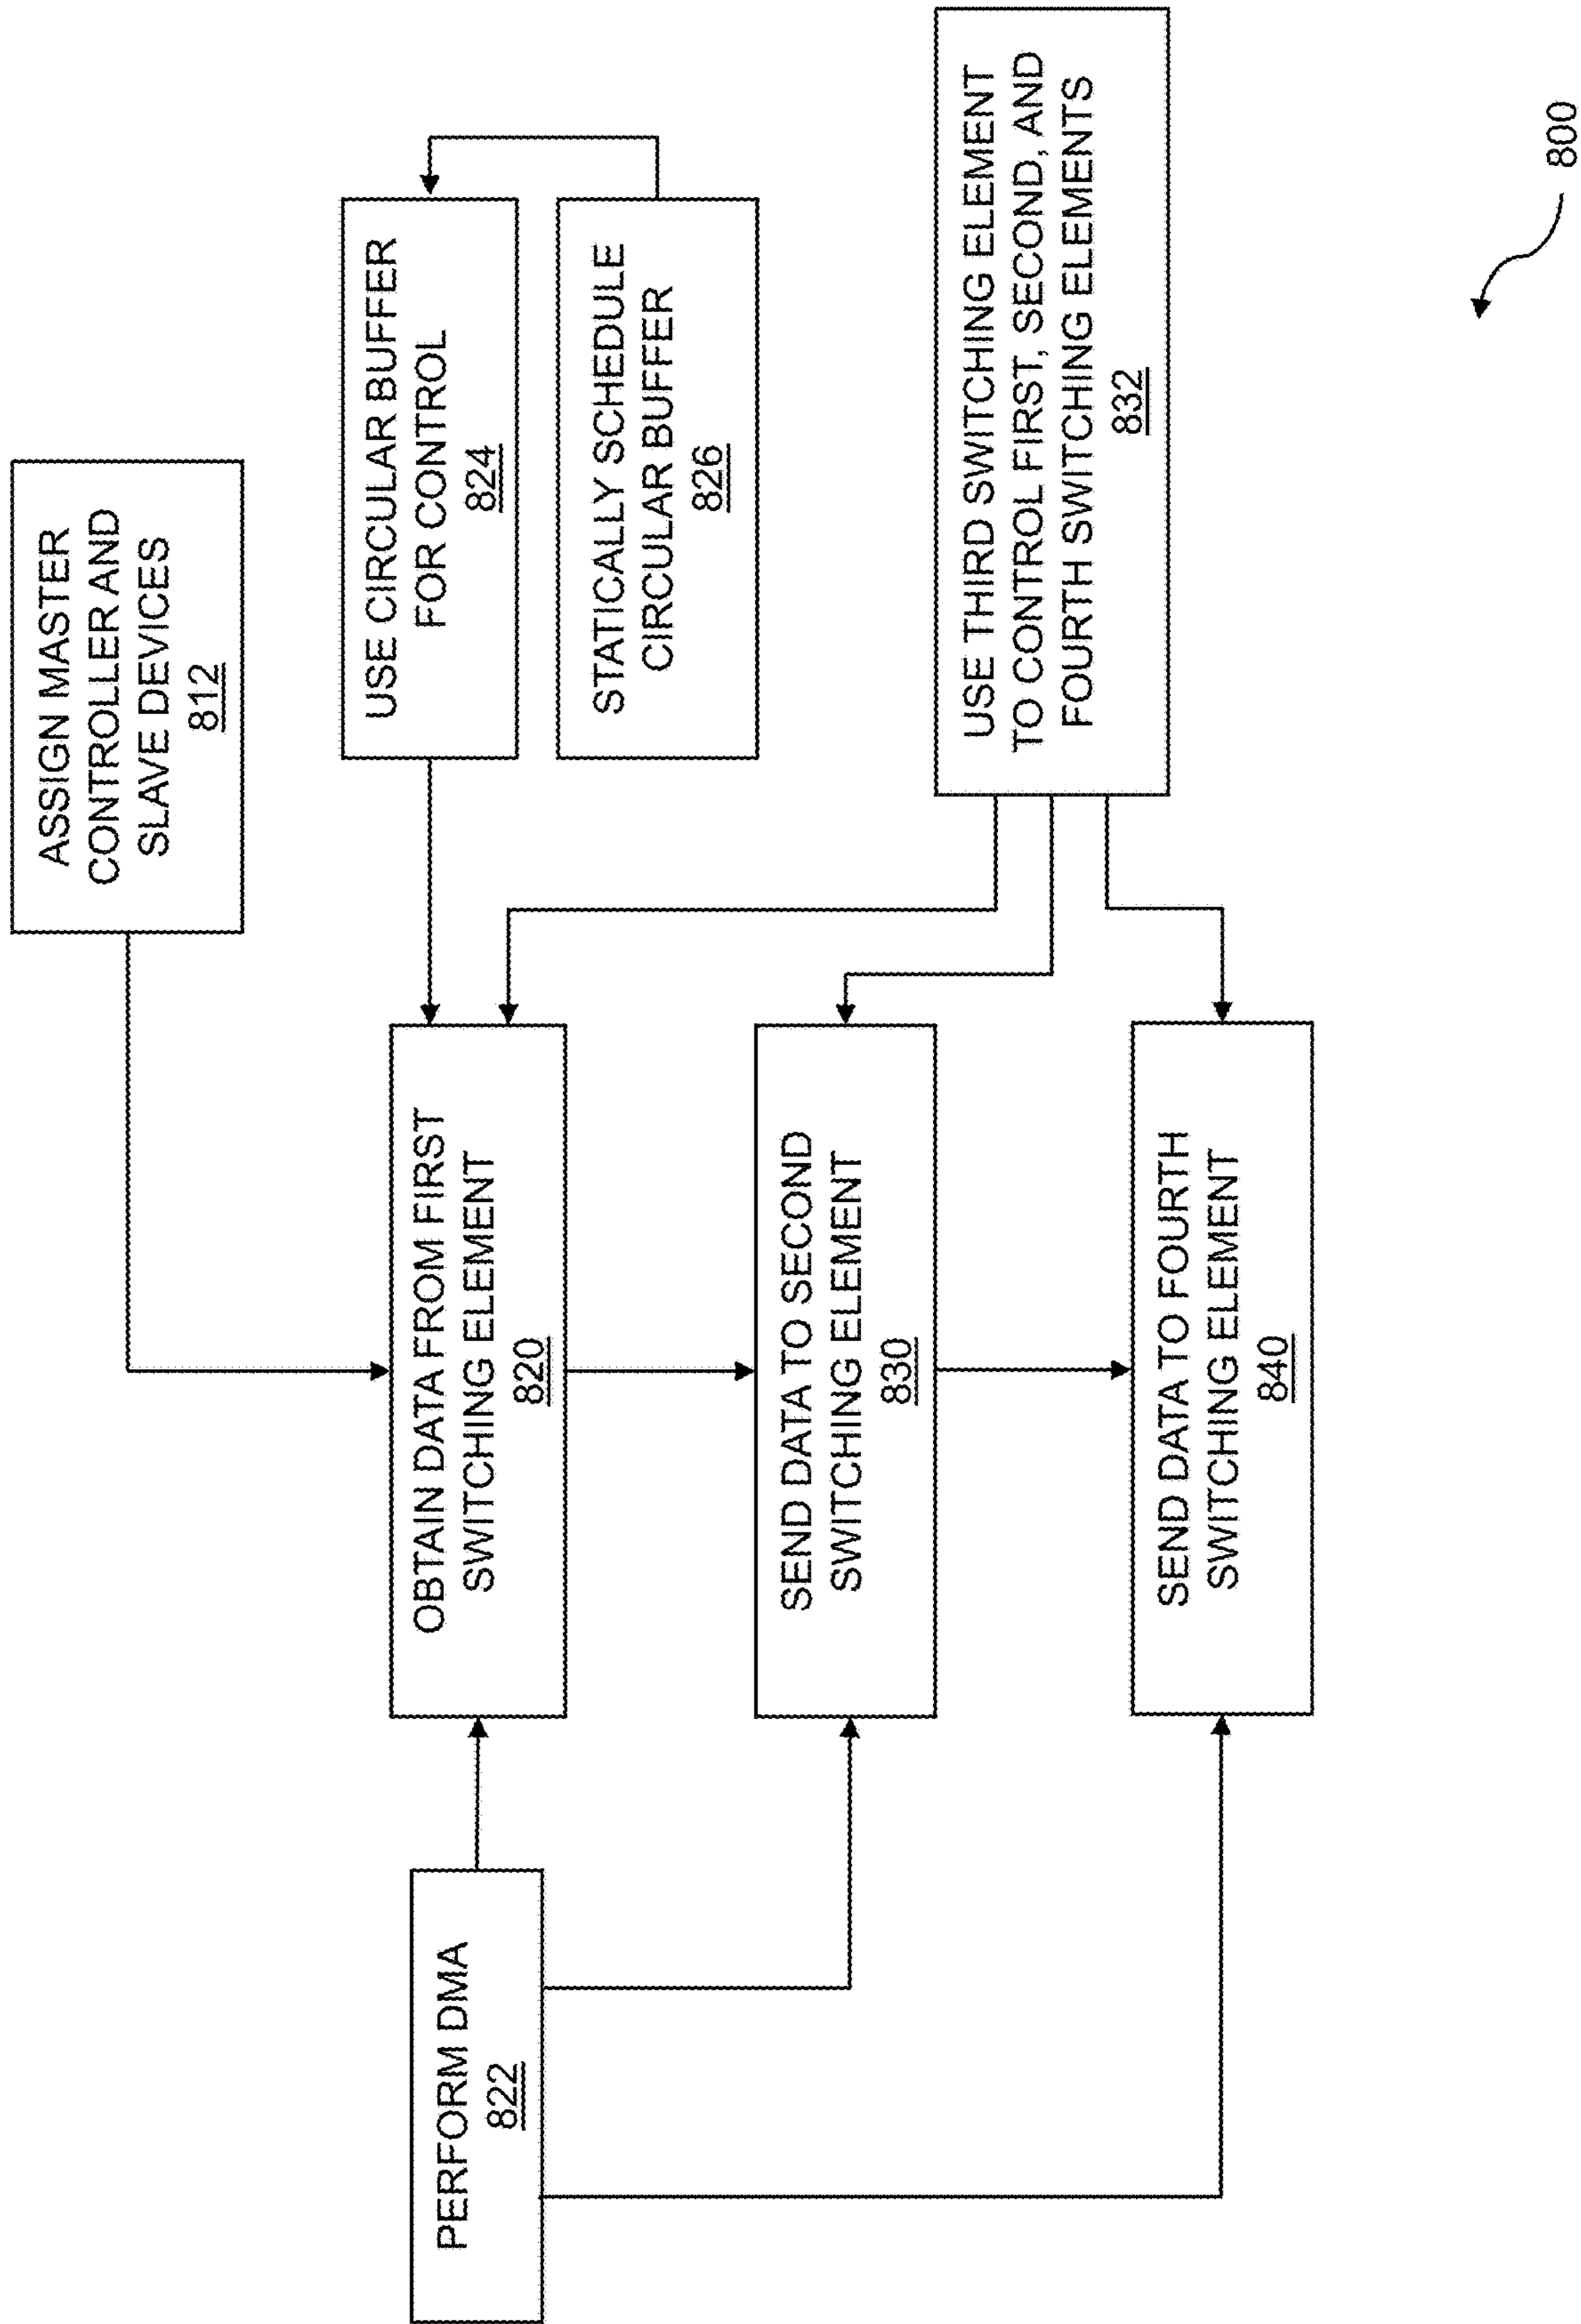 ASSIGN MASTER
CONTROLLER AND
SLAVE DEVICES
812
USE CIRCULAR BUFFER
FOR CONTROL
824
STATICALLY SCHEDULE
CIRCULAR BUFFER
826
PERFORM DMA
822
OBTAIN DATA FROM FIRST
SWITCHING ELEMENT
820
SEND DATA TO SECOND
SWITCHING ELEMENT
830
USE THIRD SWITCHING ELEMENT
TO CONTROL FIRST, SECOND, AND
FOURTH SWITCHING ELEMENTS
832
SEND DATA TO FOURTH
SWITCHING ELEMENT
840
800